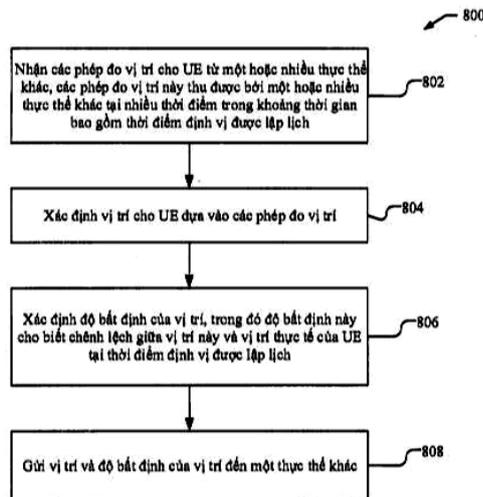 800
Nhận các phép đo vị trí cho UE từ một hoặc nhiều thực thể
khác, các phép đo vị trí này thu được bởi một hoặc nhiều
thực thể khác tại nhiều thời điểm trong khoảng thời gian
bao gồm thời điểm định vị được lập lịch
802
Xác định vị trí cho UE dựa vào các phép đo vị trí
804
Xác định độ bất định của vị trí, trong đó độ bất định này
cho biết chênh lệch giữa vị trí này và vị trí thực tế của UE
tại thời điểm định vị được lập lịch
806
Gửi vị trí và độ bất định của vị trí đến một thực thể khác
808